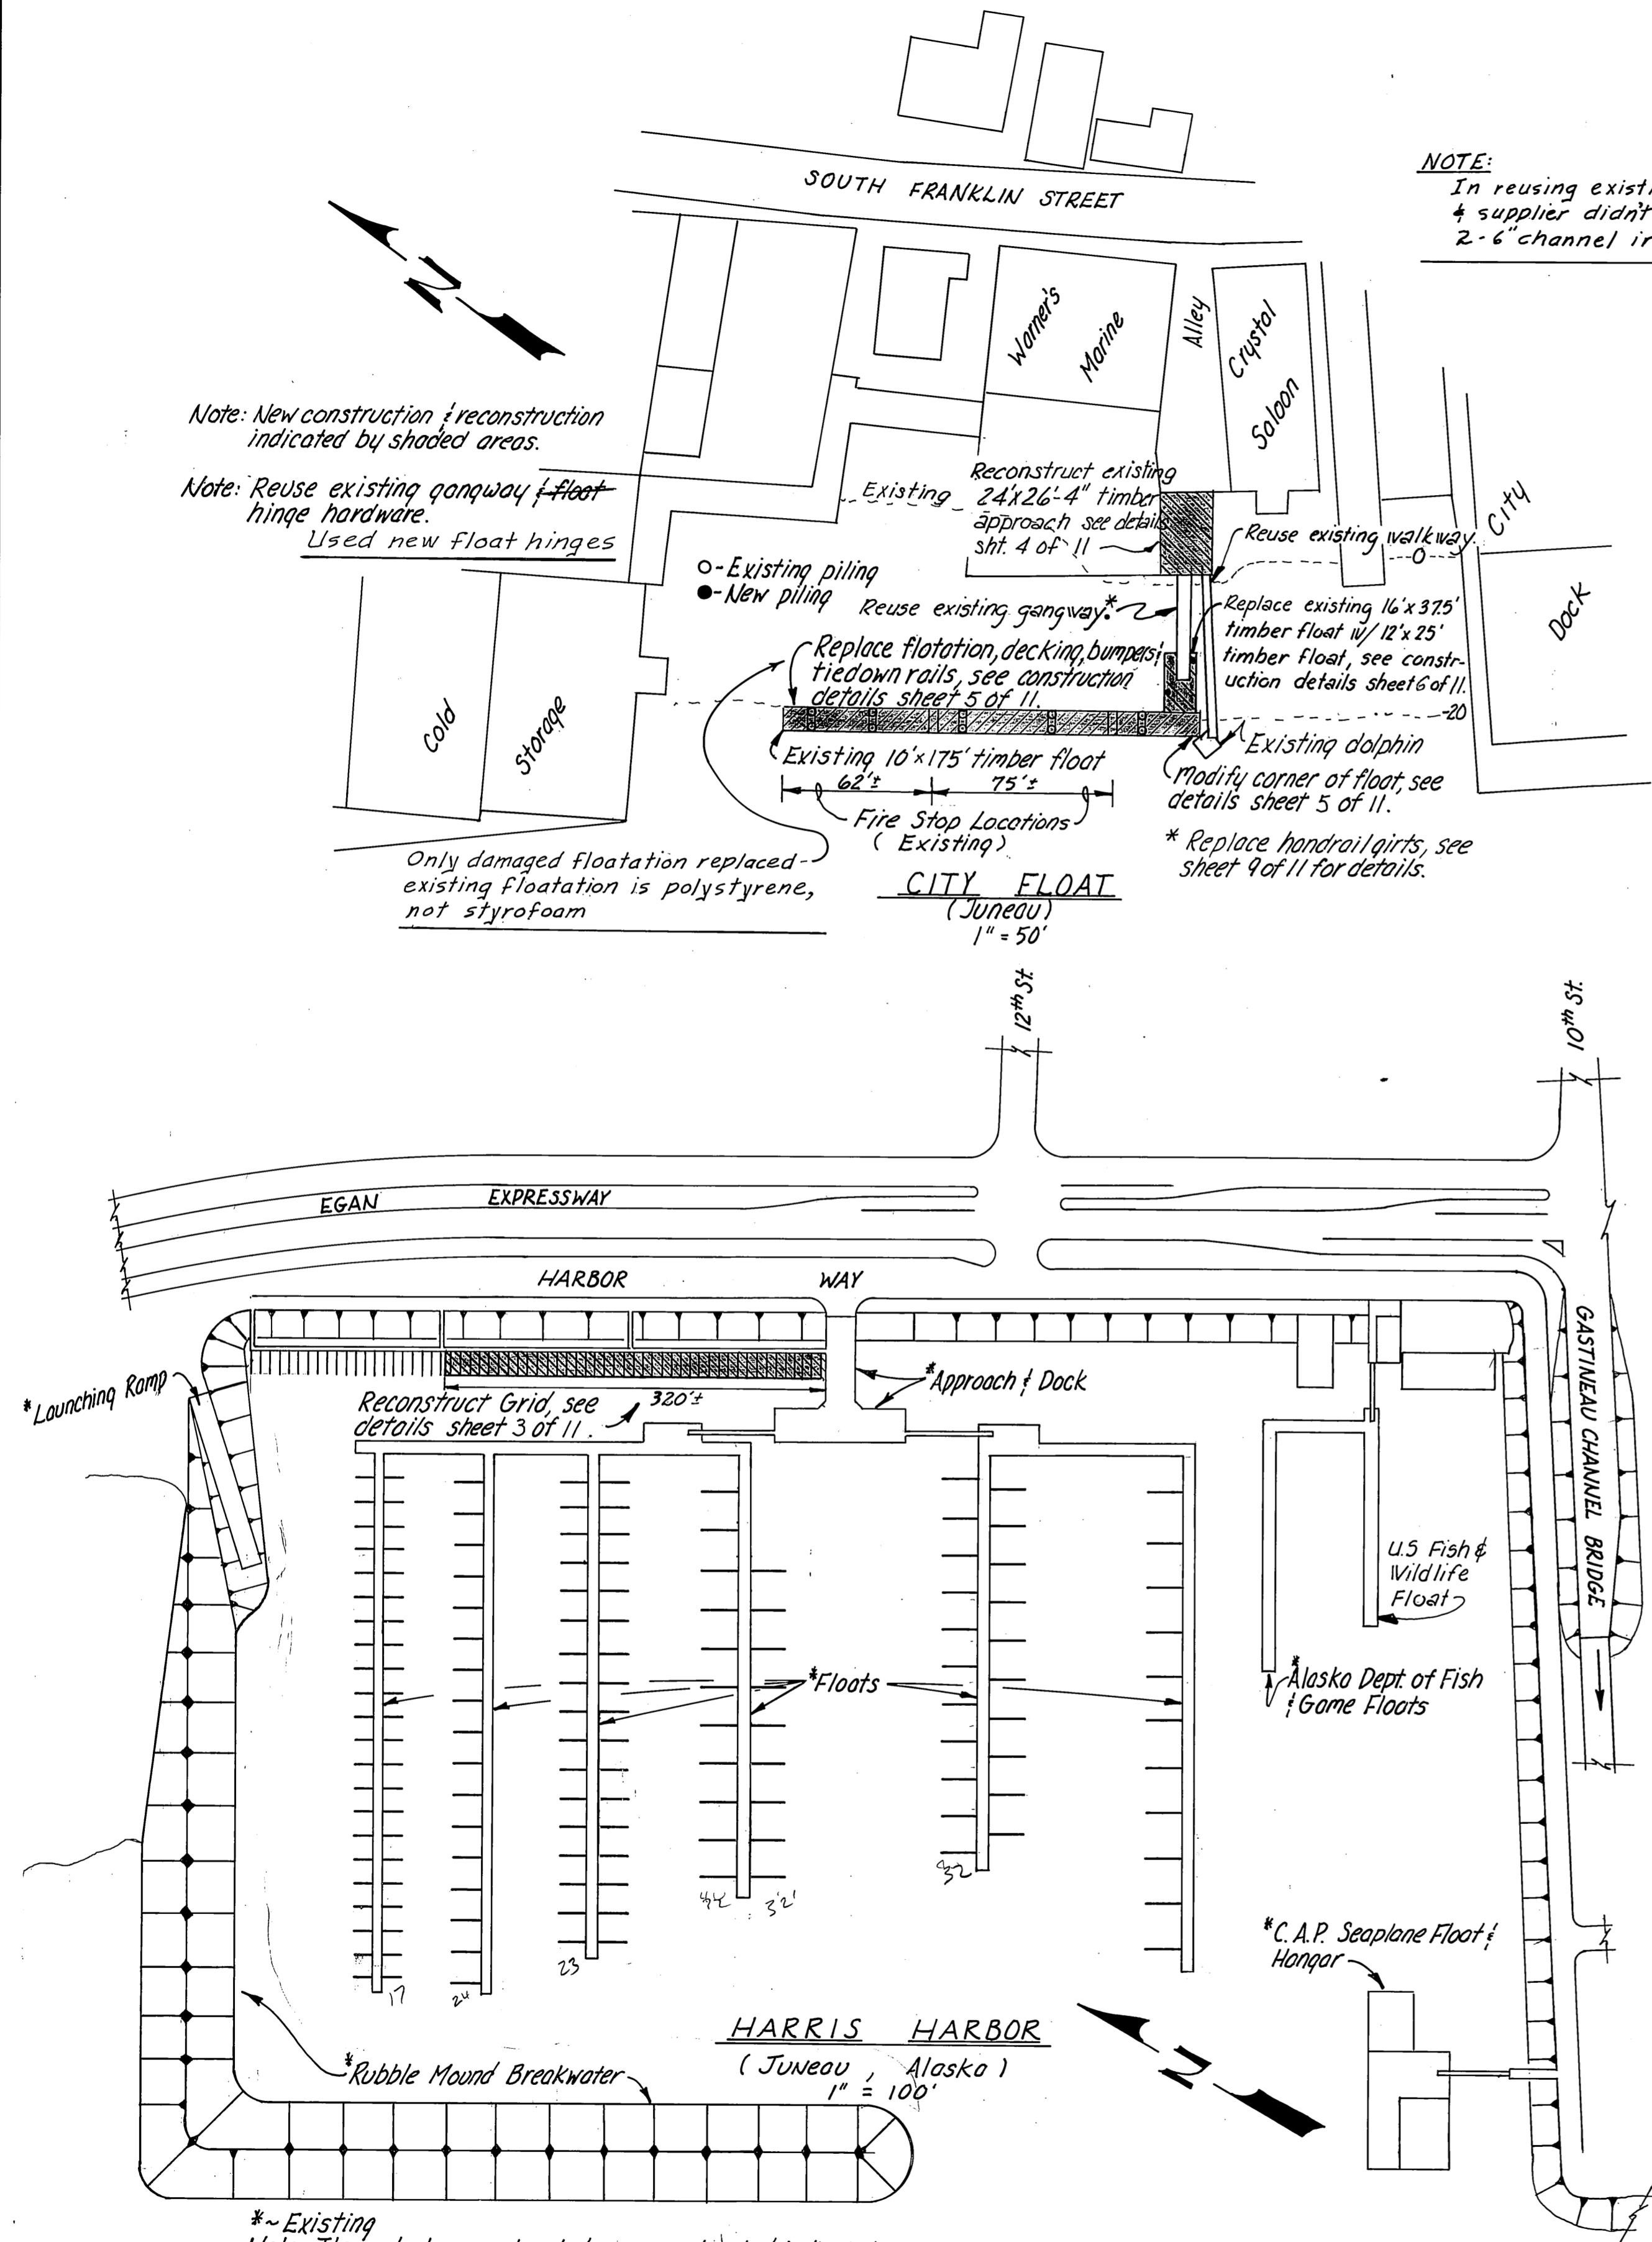 SOUTH FRANKLIN STREET
NOTE:
In reusing
& supplier didn't
2-6" channel
N
Warner's
Marine
Alley
Crystal
Saloon
Note: New construction & reconstruction
indicated by shaded areas.
Note: Reuse existing gangway & float
hinge hardware.
Used new float hinges
Existing
Reconstruct existing
24'x26'-4" timber
approach see details
sht. 4 of 11
Reuse existing walkway.
O
City
Dock
O-Existing piling
●-New piling
Reuse existing gangway.*
Replace existing 16'x37.5'
timber float w/ 12'x25'
timber float, see constr-
uction details sheet 6 of 11.
-20
Replace flotation, decking, bumpers &
tiedown rails, see construction
details sheet 5 of 11.
Cold
Storage
Existing 10'x175' timber float
62'±
75'±
Fire Stop Locations
(Existing)
Existing dolphin
Modify corner of float, see
details sheet 5 of 11.
* Replace handrail girts, see
sheet 9 of 11 for details.
Only damaged floatation replaced-
existing floatation is polystyrene,
not styrofoam
CITY FLOAT
(Juneau)
1" = 50'
12th St.
10th St.
EGAN EXPRESSWAY
HARBOR WAY
GASTINEAU CHANNEL BRIDGE
*Launching Ramp
Reconstruct Grid, see
details sheet 3 of 11.
320'±
*Approach & Dock
U.S Fish &
Wildlife
Float
*Floats
*Alaska Dept. of Fish
& Game Floats
32
32'
23
17
24
*C.A.P. Seaplane Float &
Hangar
HARRIS HARBOR
(Juneau, Alaska)
1" = 100'
N
*Rubble Mound Breakwater
*~Existing